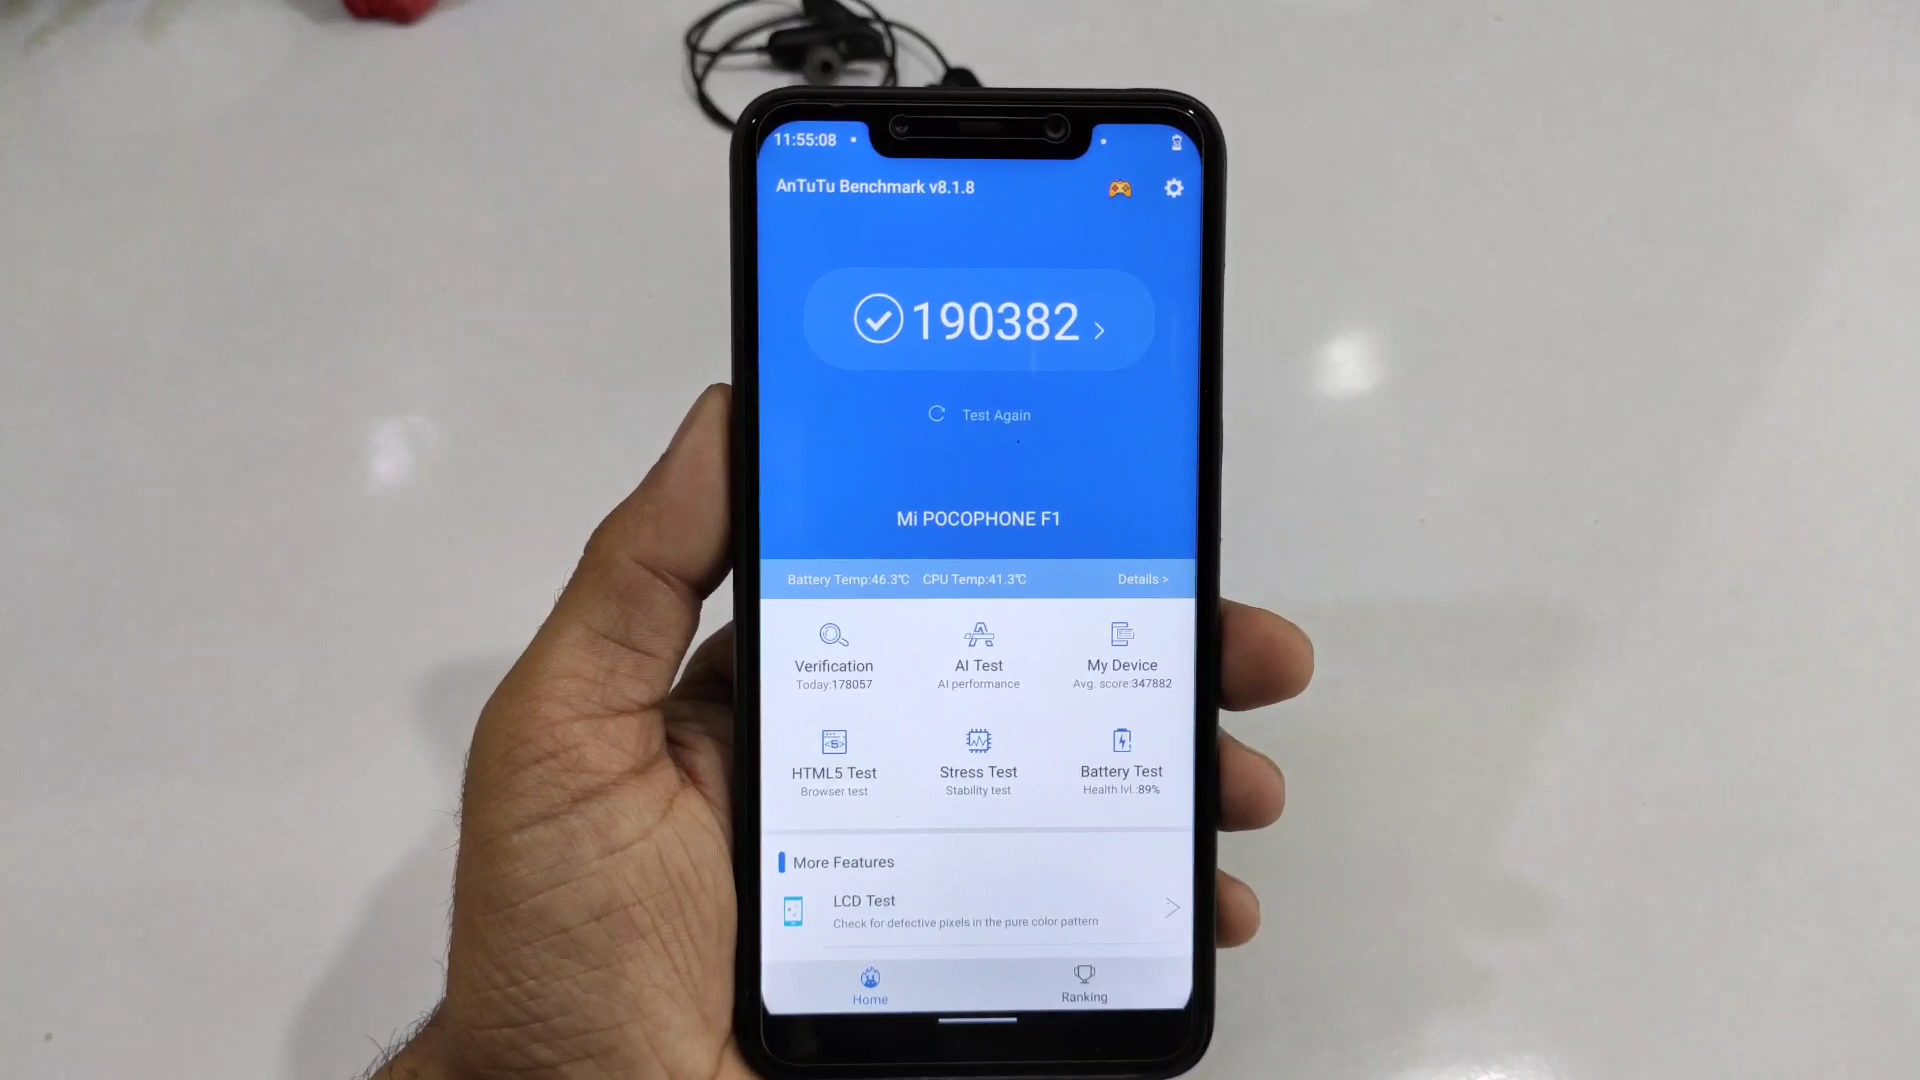 11:55:08
AnTuTu Benchmark v8.1.8
190382
Test Again
Mi POCOPHONE F1
Battery Temp:46.3℃ CPU Temp:41.3℃ Details >
Verification
Today:178057
AI Test
AI performance
My Device
Avg. score:347882
HTML5 Test
Browser test
Stress Test
Stability test
Battery Test
Health lvl.:89%
More Features
LCD Test
Check for defective pixels in the pure color pattern
Home
Ranking